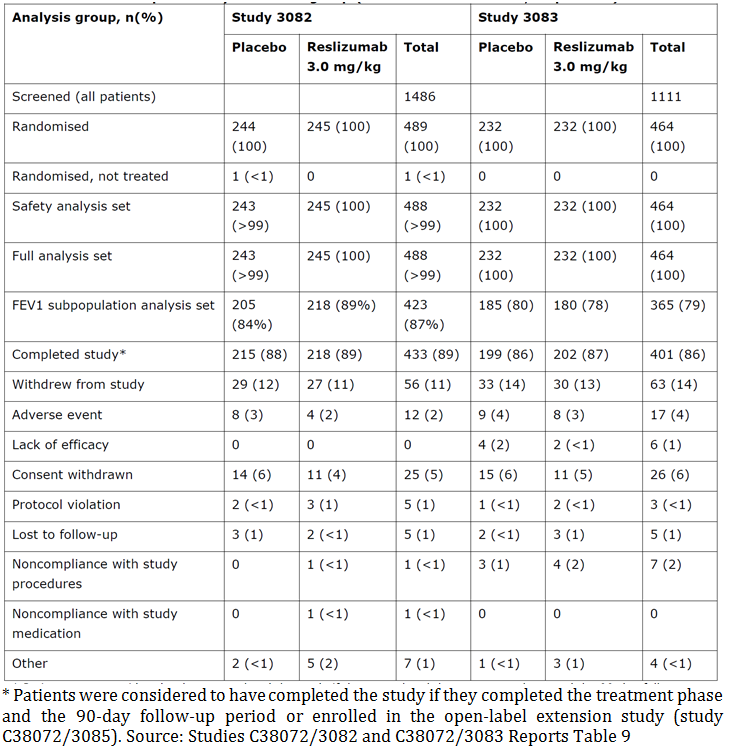 Analysis group, n(%) Study 3082 Study 3083
Placebo Reslizumab 3.0 mg/kg Total Placebo Reslizumab 3.0 mg/kg Total
Screened (all patients) 1486 1111
Randomised 244 (100) 245 (100) 489 (100) 232 (100) 232 (100) 464 (100)
Randomised, not treated 1 (<1) 0 1 (<1) 0 0 0
Safety analysis set 243 (>99) 245 (100) 488 (>99) 232 (100) 232 (100) 464 (100)
Full analysis set 243 (>99) 245 (100) 488 (>99) 232 (100) 232 (100) 464 (100)
FEV1 subpopulation analysis set 205 (84%) 218 (89%) 423 (87%) 185 (80) 180 (78) 365 (79)
Completed study* 215 (88) 218 (89) 433 (89) 199 (86) 202 (87) 401 (86)
Withdrew from study 29 (12) 27 (11) 56 (11) 33 (14) 30 (13) 63 (14)
Adverse event 8 (3) 4 (2) 12 (2) 9 (4) 8 (3) 17 (4)
Lack of efficacy 0 0 0 4 (2) 2 (<1) 6 (1)
Consent withdrawn 14 (6) 11 (4) 25 (5) 15 (6) 11 (5) 26 (6)
Protocol violation 2 (<1) 3 (1) 5 (1) 1 (<1) 2 (<1) 3 (<1)
Lost to follow-up 3 (1) 2 (<1) 5 (1) 2 (<1) 3 (1) 5 (1)
Noncompliance with study procedures 0 1 (<1) 1 (<1) 3 (1) 4 (2) 7 (2)
Noncompliance with study medication 0 1 (<1) 1 (<1) 0 0 0
Other 2 (<1) 5 (2) 7 (1) 1 (<1) 3 (1) 4 (<1)
* Patients were considered to have completed the study if they completed the treatment phase
and the 90-day follow-up period or enrolled in the open-label extension study (study
C38072/3085). Source: Studies C38072/3082 and C38072/3083 Reports Table 9